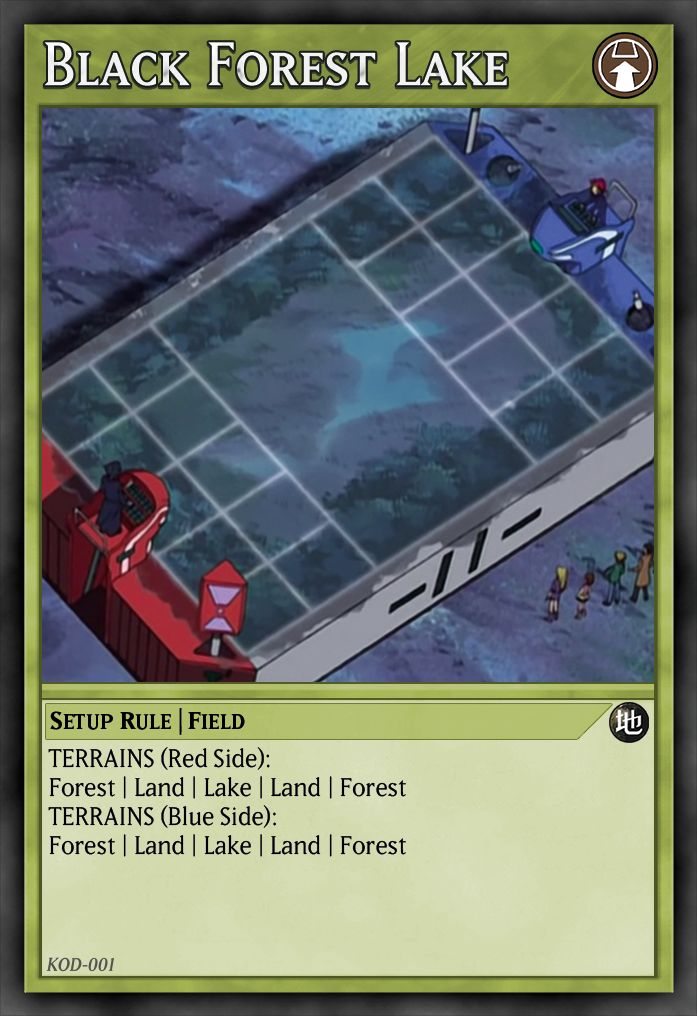 Black Forest Lake
Setup Rule | Field
TERRAINS (Red Side):
Forest | Land | Lake | Land | Forest
TERRAINS (Blue Side):
Forest | Land | Lake | Land | Forest
KOD-001